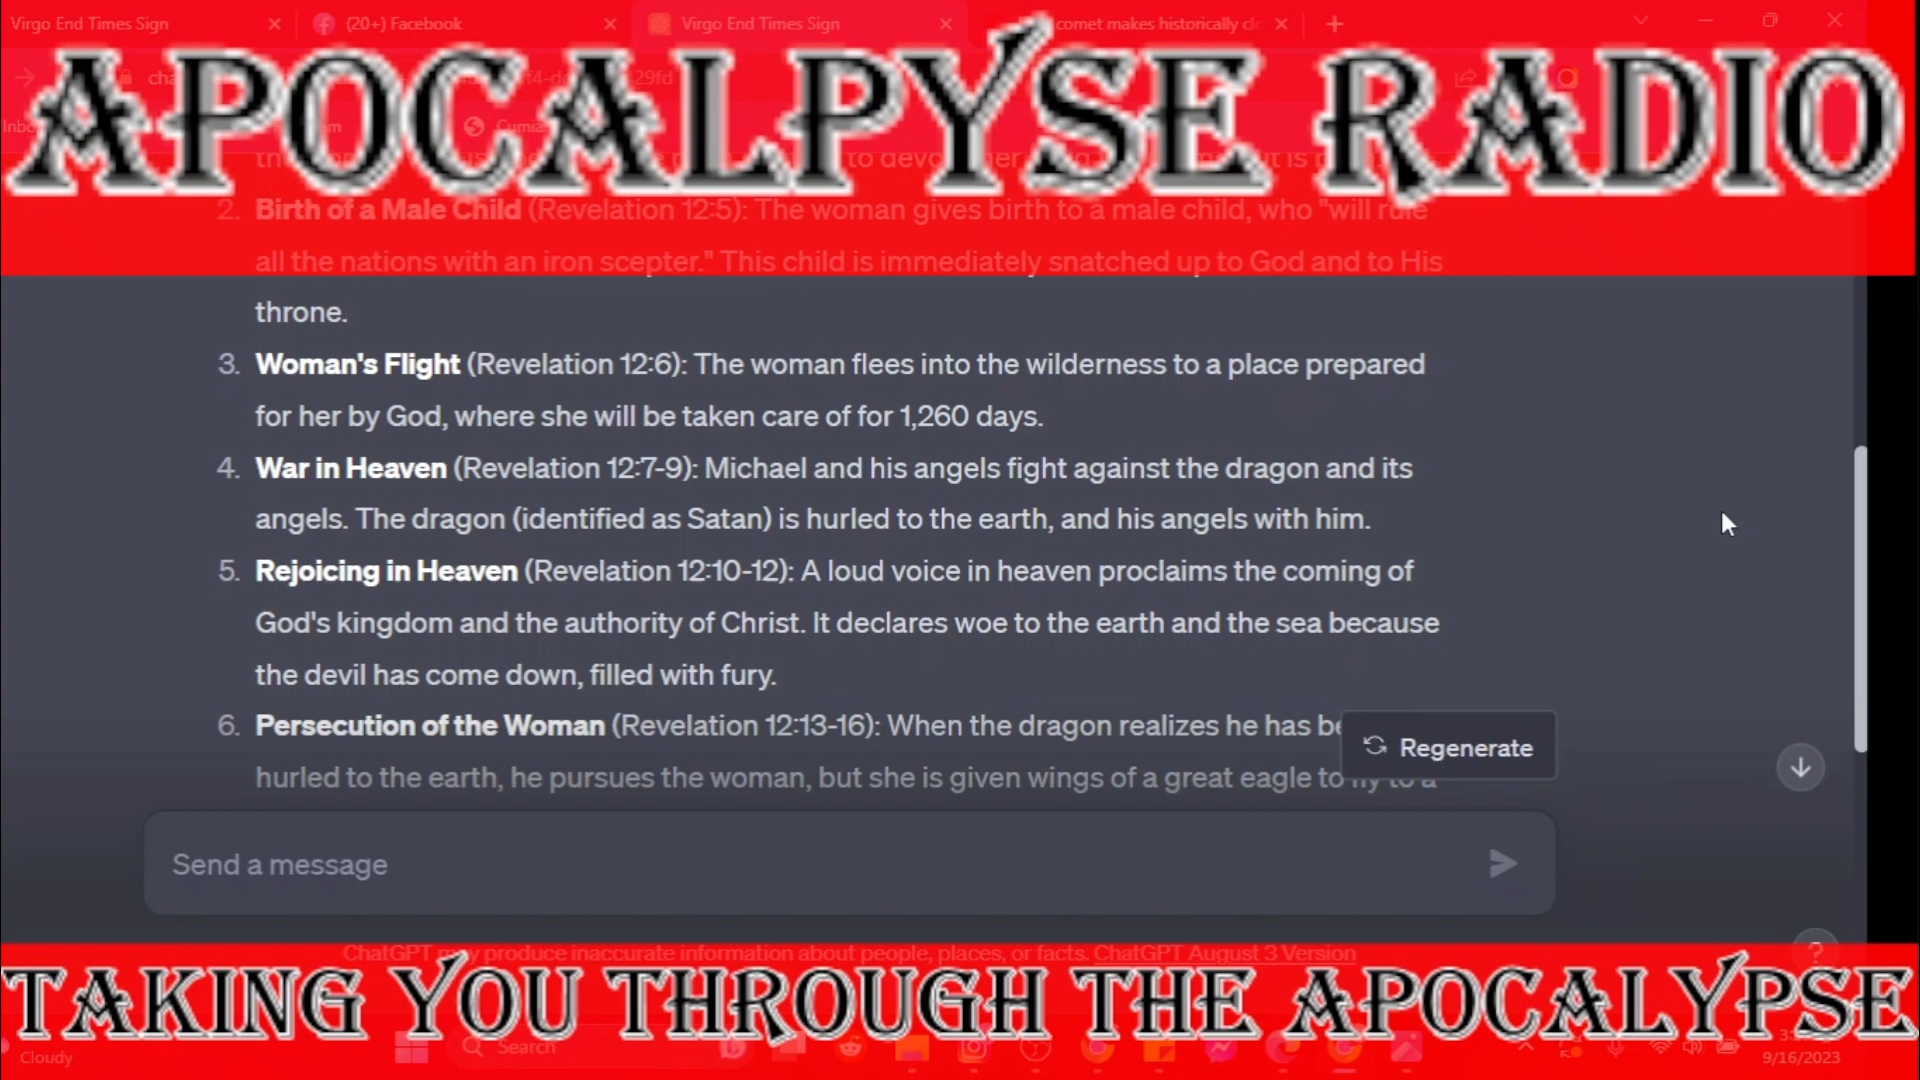 Virgo End Times Sign
(20+) Facebook
Virgo End Times Sign
comet makes historically clo
APOCALPYSE RADIO
2. Birth of a Male Child (Revelation 12:5): The woman gives birth to a male child, who "will rule
all the nations with an iron scepter." This child is immediately snatched up to God and to His
throne.
3. Woman's Flight (Revelation 12:6): The woman flees into the wilderness to a place prepared
for her by God, where she will be taken care of for 1,260 days.
4. War in Heaven (Revelation 12:7-9): Michael and his angels fight against the dragon and its
angels. The dragon (identified as Satan) is hurled to the earth, and his angels with him.
5. Rejoicing in Heaven (Revelation 12:10-12): A loud voice in heaven proclaims the coming of
God's kingdom and the authority of Christ. It declares woe to the earth and the sea because
the devil has come down, filled with fury.
6. Persecution of the Woman (Revelation 12:13-16): When the dragon realizes he has be
hurled to the earth, he pursues the woman, but she is given wings of a great eagle to fly to a
Regenerate
Send a message
ChatGPT may produce inaccurate information about people, places, or facts. ChatGPT August 3 Version
TAKING YOU THROUGH THE APOCALYPSE
Search
Cloudy
9/16/2023